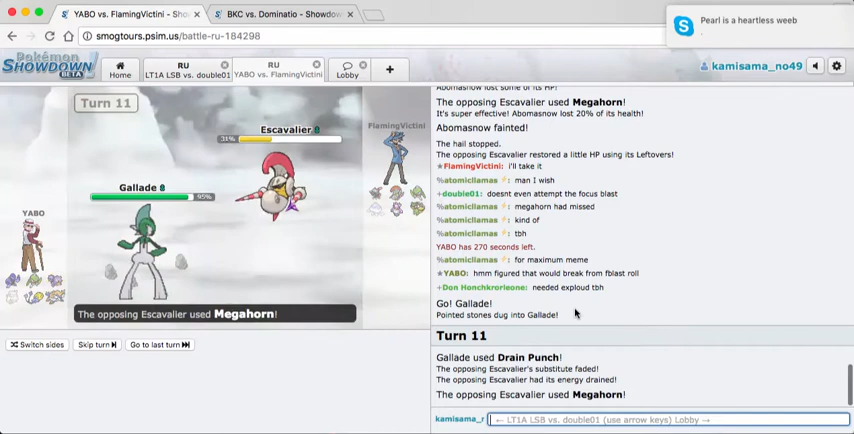 YABO vs. FlamingVictini - Sho
BKC vs. Dominatio - Showdow
Pearl is a heartless weeb
.
smogtours.psim.us/battle-ru-184298
Pokémon
SHOWDOWN
BETA
Home
RU
LT1A LSB vs. double01
RU
YABO vs. FlamingVictini
Lobby
kamisama_no49
Turn 11
Escavalier
31%
FlamingVictini
Gallade
95%
YABO
The opposing Escavalier used Megahorn!
Switch sides
Skip turn
Go to last turn
Abomasnow lost some of its HP!
The opposing Escavalier used Megahorn!
It's super effective! Abomasnow lost 20% of its health!
Abomasnow fainted!
The hail stopped.
The opposing Escavalier restored a little HP using its Leftovers!
★FlamingVictini: i'll take it
%atomicllamas ⚡: man I wish
+double01: doesnt even attempt the focus blast
%atomicllamas ⚡: megahorn had missed
%atomicllamas ⚡: kind of
%atomicllamas ⚡: tbh
YABO has 270 seconds left.
%atomicllamas ⚡: for maximum meme
★YABO: hmm figured that would break from fblast roll
+Don Honchkrorleone: needed exploud tbh
Go! Gallade!
Pointed stones dug into Gallade!
Turn 11
Gallade used Drain Punch!
The opposing Escavalier's substitute faded!
The opposing Escavalier had its energy drained!
The opposing Escavalier used Megahorn!
kamisama_r
← LT1A LSB vs. double01 (use arrow keys) Lobby →